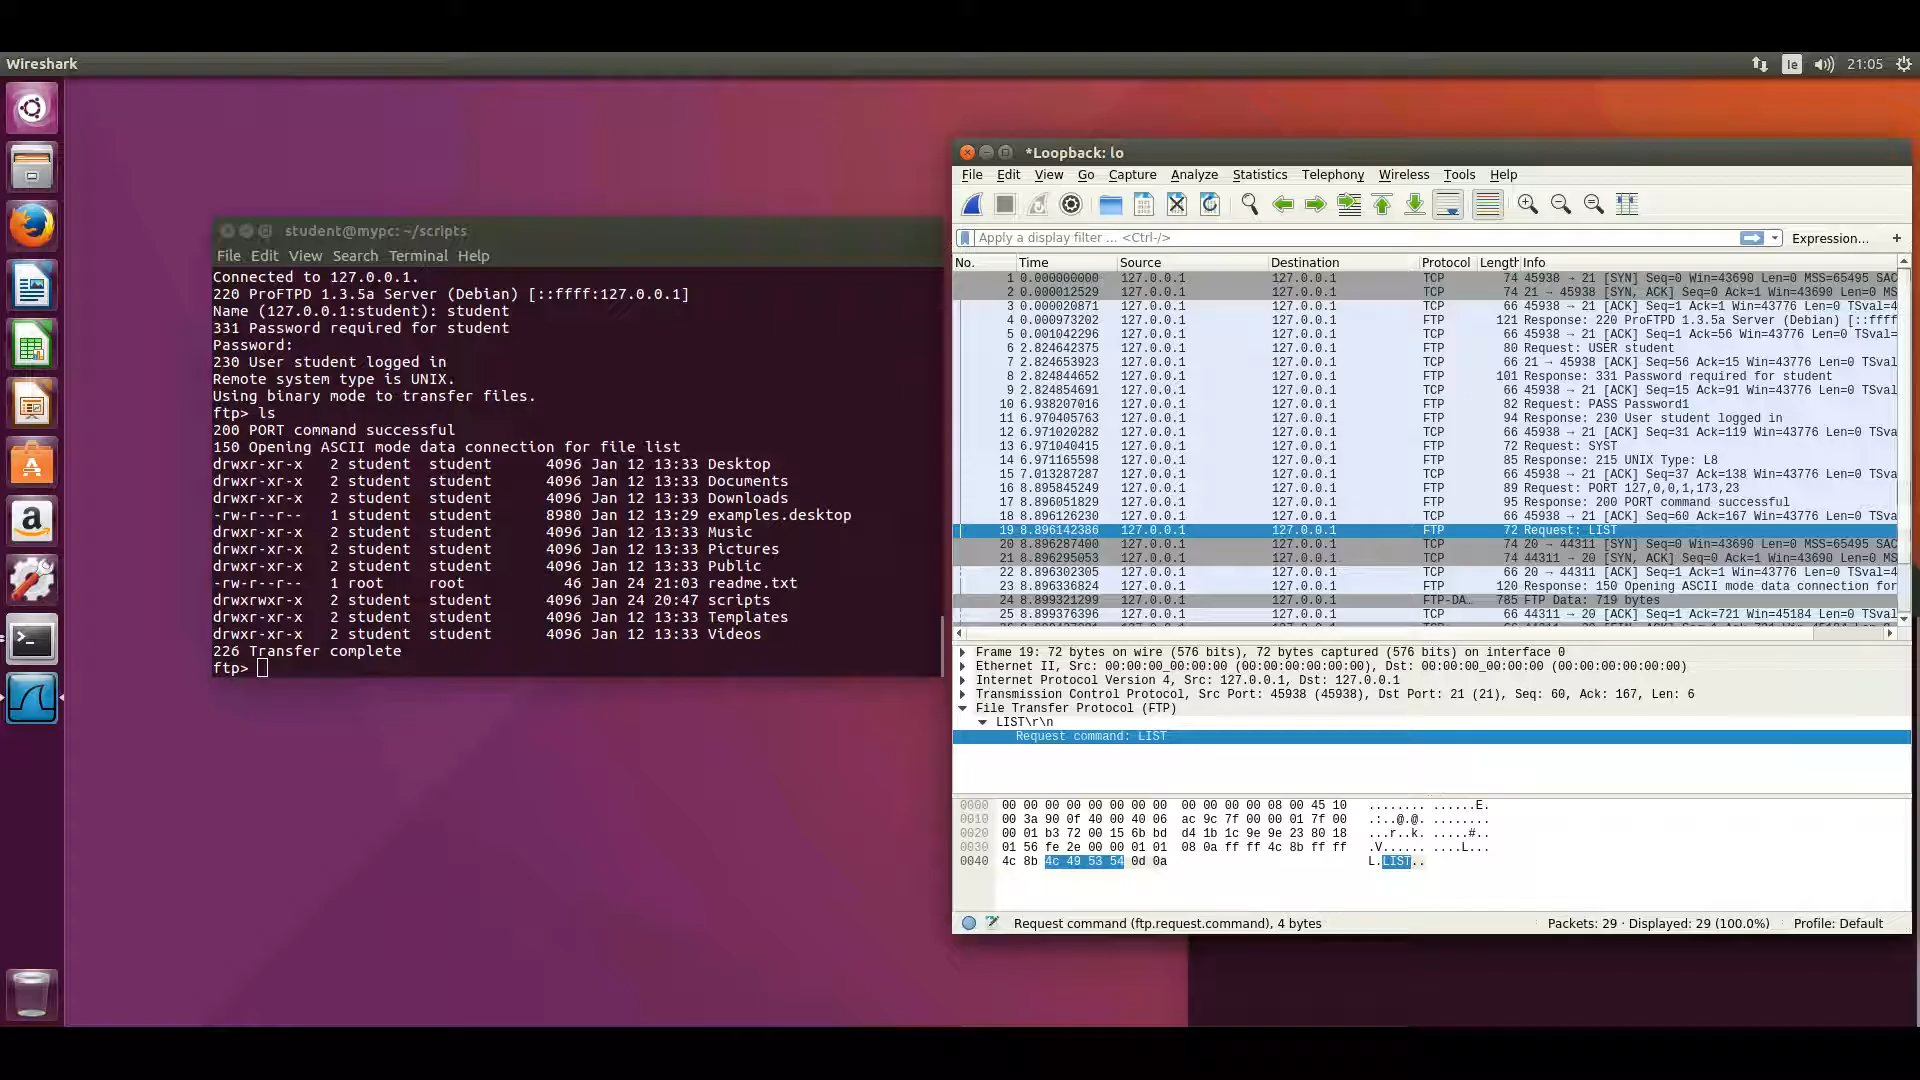 Wireshark
le
21:05
student@mypc: ~/scripts
File Edit View Search Terminal Help
Connected to 127.0.0.1.
220 ProFTPD 1.3.5a Server (Debian) [::ffff:127.0.0.1]
Name (127.0.0.1:student): student
331 Password required for student
Password:
230 User student logged in
Remote system type is UNIX.
Using binary mode to transfer files.
ftp> ls
200 PORT command successful
150 Opening ASCII mode data connection for file list
drwxr-xr-x   2 student  student      4096 Jan 12 13:33 Desktop
drwxr-xr-x   2 student  student      4096 Jan 12 13:33 Documents
drwxr-xr-x   2 student  student      4096 Jan 12 13:33 Downloads
-rw-r--r--   1 student  student      8980 Jan 12 13:29 examples.desktop
drwxr-xr-x   2 student  student      4096 Jan 12 13:33 Music
drwxr-xr-x   2 student  student      4096 Jan 12 13:33 Pictures
drwxr-xr-x   2 student  student      4096 Jan 12 13:33 Public
-rw-r--r--   1 root     root           46 Jan 24 21:03 readme.txt
drwxrwxr-x   2 student  student      4096 Jan 24 20:47 scripts
drwxr-xr-x   2 student  student      4096 Jan 12 13:33 Templates
drwxr-xr-x   2 student  student      4096 Jan 12 13:33 Videos
226 Transfer complete
ftp>
*Loopback: lo
File Edit View Go Capture Analyze Statistics Telephony Wireless Tools Help
Apply a display filter ... <Ctrl-/> Expression... +
No. Time Source Destination Protocol Length Info
1 0.000000000 127.0.0.1 127.0.0.1 TCP 74 45938 → 21 [SYN] Seq=0 Win=43690 Len=0 MSS=65495 SAC
2 0.000012529 127.0.0.1 127.0.0.1 TCP 74 21 → 45938 [SYN, ACK] Seq=0 Ack=1 Win=43690 Len=0 MS
3 0.000020871 127.0.0.1 127.0.0.1 TCP 66 45938 → 21 [ACK] Seq=1 Ack=1 Win=43776 Len=0 TSval=4
4 0.000973202 127.0.0.1 127.0.0.1 FTP 121 Response: 220 ProFTPD 1.3.5a Server (Debian) [::ffff
5 0.001042296 127.0.0.1 127.0.0.1 TCP 66 45938 → 21 [ACK] Seq=1 Ack=56 Win=43776 Len=0 TSval=
6 2.824642375 127.0.0.1 127.0.0.1 FTP 80 Request: USER student
7 2.824653923 127.0.0.1 127.0.0.1 TCP 66 21 → 45938 [ACK] Seq=56 Ack=15 Win=43776 Len=0 TSval
8 2.824844652 127.0.0.1 127.0.0.1 FTP 101 Response: 331 Password required for student
9 2.824854691 127.0.0.1 127.0.0.1 TCP 66 45938 → 21 [ACK] Seq=15 Ack=91 Win=43776 Len=0 TSval
10 6.938207016 127.0.0.1 127.0.0.1 FTP 82 Request: PASS Password1
11 6.970405763 127.0.0.1 127.0.0.1 FTP 94 Response: 230 User student logged in
12 6.971020282 127.0.0.1 127.0.0.1 TCP 66 45938 → 21 [ACK] Seq=31 Ack=119 Win=43776 Len=0 TSva
13 6.971040415 127.0.0.1 127.0.0.1 FTP 72 Request: SYST
14 6.971165598 127.0.0.1 127.0.0.1 FTP 85 Response: 215 UNIX Type: L8
15 7.013287287 127.0.0.1 127.0.0.1 TCP 66 45938 → 21 [ACK] Seq=37 Ack=138 Win=43776 Len=0 TSva
16 8.895845249 127.0.0.1 127.0.0.1 FTP 89 Request: PORT 127,0,0,1,173,23
17 8.896051829 127.0.0.1 127.0.0.1 FTP 95 Response: 200 PORT command successful
18 8.896126230 127.0.0.1 127.0.0.1 TCP 66 45938 → 21 [ACK] Seq=60 Ack=167 Win=43776 Len=0 TSva
19 8.896142386 127.0.0.1 127.0.0.1 FTP 72 Request: LIST
20 8.896287400 127.0.0.1 127.0.0.1 TCP 74 20 → 44311 [SYN] Seq=0 Win=43690 Len=0 MSS=65495 SAC
21 8.896295053 127.0.0.1 127.0.0.1 TCP 74 44311 → 20 [SYN, ACK] Seq=0 Ack=1 Win=43690 Len=0 MS
22 8.896302305 127.0.0.1 127.0.0.1 TCP 66 20 → 44311 [ACK] Seq=1 Ack=1 Win=43776 Len=0 TSval=4
23 8.896336824 127.0.0.1 127.0.0.1 FTP 120 Response: 150 Opening ASCII mode data connection for
24 8.899321299 127.0.0.1 127.0.0.1 FTP-DA… 785 FTP Data: 719 bytes
25 8.899376396 127.0.0.1 127.0.0.1 TCP 66 44311 → 20 [ACK] Seq=1 Ack=721 Win=45184 Len=0 TSval
Frame 19: 72 bytes on wire (576 bits), 72 bytes captured (576 bits) on interface 0
Ethernet II, Src: 00:00:00_00:00:00 (00:00:00:00:00:00), Dst: 00:00:00_00:00:00 (00:00:00:00:00:00)
Internet Protocol Version 4, Src: 127.0.0.1, Dst: 127.0.0.1
Transmission Control Protocol, Src Port: 45938 (45938), Dst Port: 21 (21), Seq: 60, Ack: 167, Len: 6
File Transfer Protocol (FTP)
LIST\r\n
Request command: LIST
0000 00 00 00 00 00 00 00 00 00 00 00 00 08 00 45 10 ........ ......E.
0010 00 3a 90 0f 40 00 40 06 ac 9c 7f 00 00 01 7f 00 .:..@.@. ........
0020 00 01 b3 72 00 15 6b bd d4 1b 1c 9e 9e 23 80 18 ...r..k. .....#..
0030 01 56 fe 2e 00 00 01 01 08 0a ff ff 4c 8b ff ff .V...... ....L...
0040 4c 8b 4c 49 53 54 0d 0a L.LIST..
Request command (ftp.request.command), 4 bytes
Packets: 29 · Displayed: 29 (100.0%)
Profile: Default